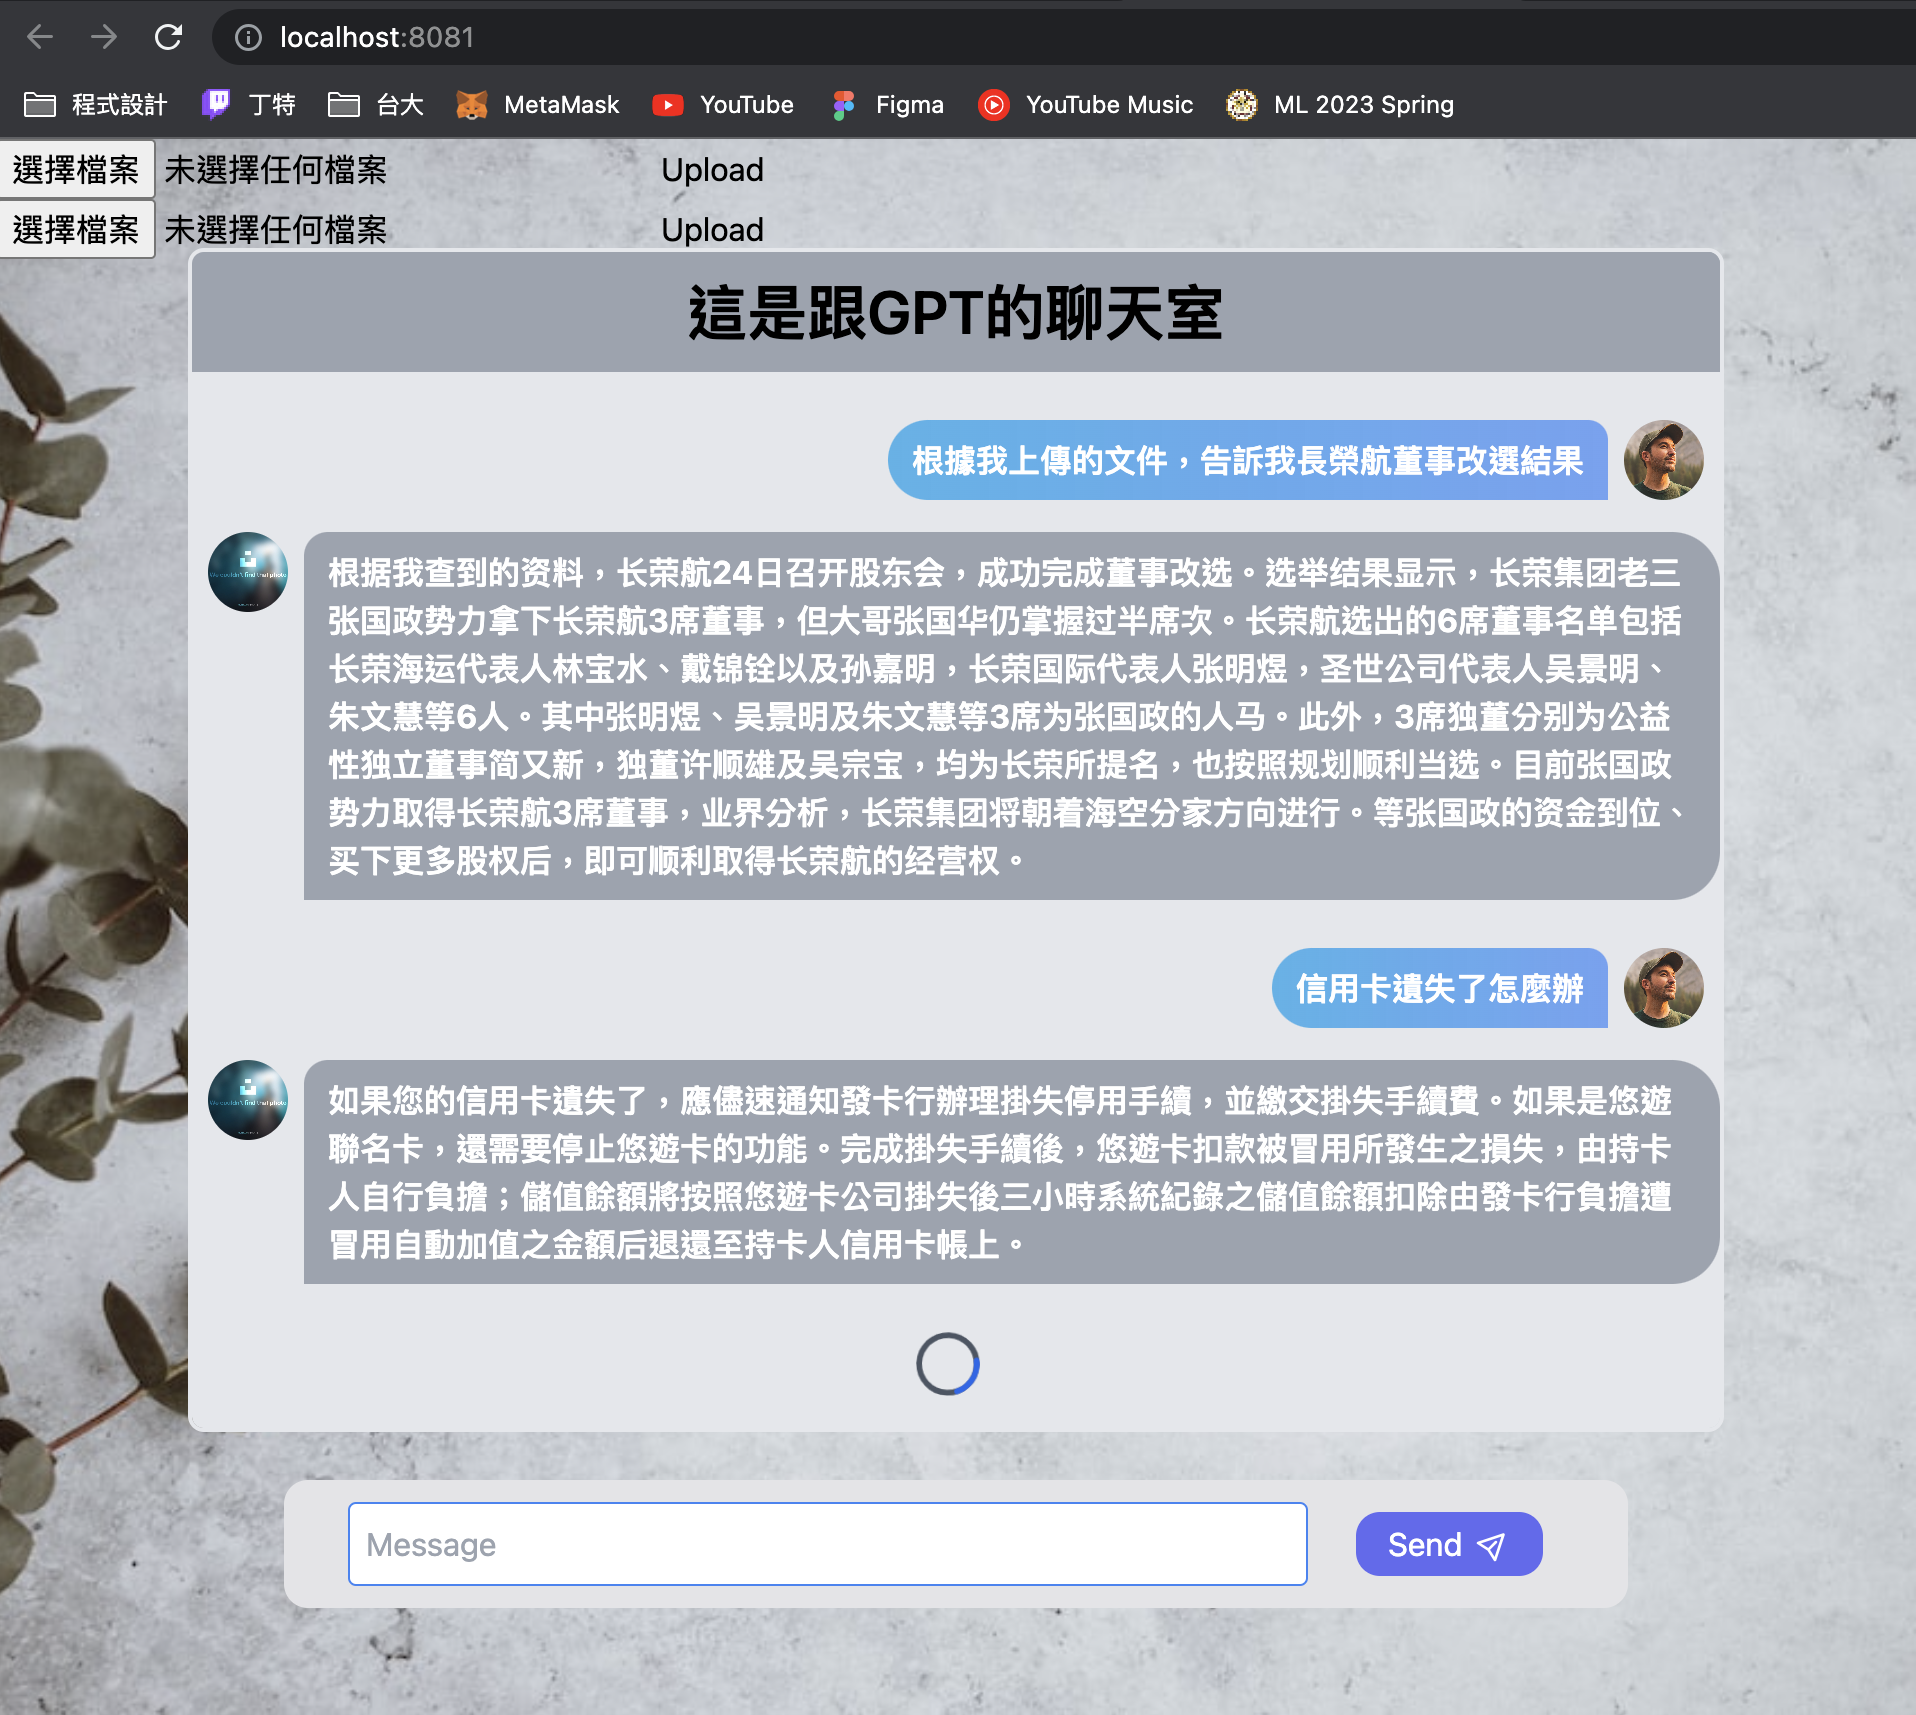 localhost:8081
程式設計 丁特 台大 MetaMask YouTube Figma YouTube Music ML 2023 Spring
選擇檔案 未選擇任何檔案 Upload
選擇檔案 未選擇任何檔案 Upload
這是跟GPT的聊天室
根據我上傳的文件，告訴我長榮航董事改選結果
We couldn't find that photo
根据我查到的资料，长荣航24日召开股东会，成功完成董事改选。选举结果显示，长荣集团老三
张国政势力拿下长荣航3席董事，但大哥张国华仍掌握过半席次。长荣航选出的6席董事名单包括
长荣海运代表人林宝水、戴锦铨以及孙嘉明，长荣国际代表人张明煜，圣世公司代表人吴景明、
朱文慧等6人。其中张明煜、吴景明及朱文慧等3席为张国政的人马。此外，3席独董分别为公益
性独立董事简又新，独董许顺雄及吴宗宝，均为长荣所提名，也按照规划顺利当选。目前张国政
势力取得长荣航3席董事，业界分析，长荣集团将朝着海空分家方向进行。等张国政的资金到位、
买下更多股权后，即可顺利取得长荣航的经营权。
信用卡遺失了怎麼辦
We couldn't find that photo
如果您的信用卡遺失了，應儘速通知發卡行辦理掛失停用手續，並繳交掛失手續費。如果是悠遊
聯名卡，還需要停止悠遊卡的功能。完成掛失手續後，悠遊卡扣款被冒用所發生之損失，由持卡
人自行負擔；儲值餘額將按照悠遊卡公司掛失後三小時系統紀錄之儲值餘額扣除由發卡行負擔遭
冒用自動加值之金額后退還至持卡人信用卡帳上。
Message
Send